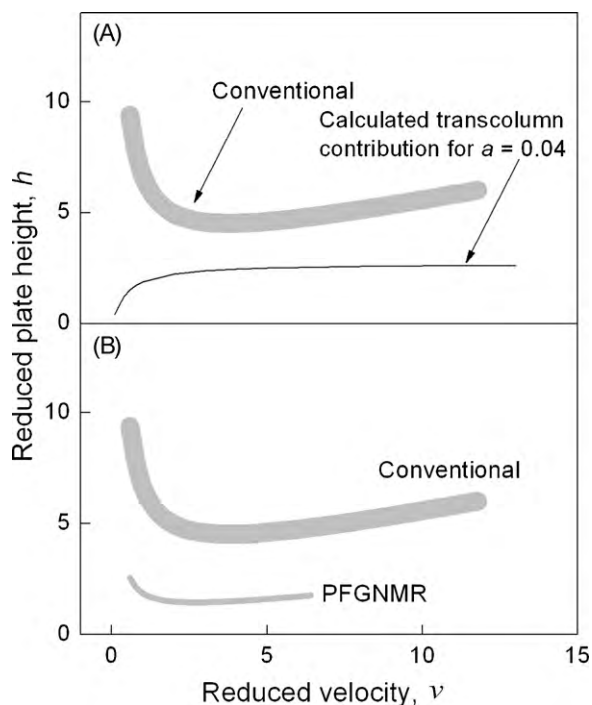 (A)
Conventional
Calculated transcolumn
contribution for a = 0.04
10
5
0
Reduced plate height, h
(B)
Conventional
PFGNMR
10
5
0
0 5 10 15
Reduced velocity, ν